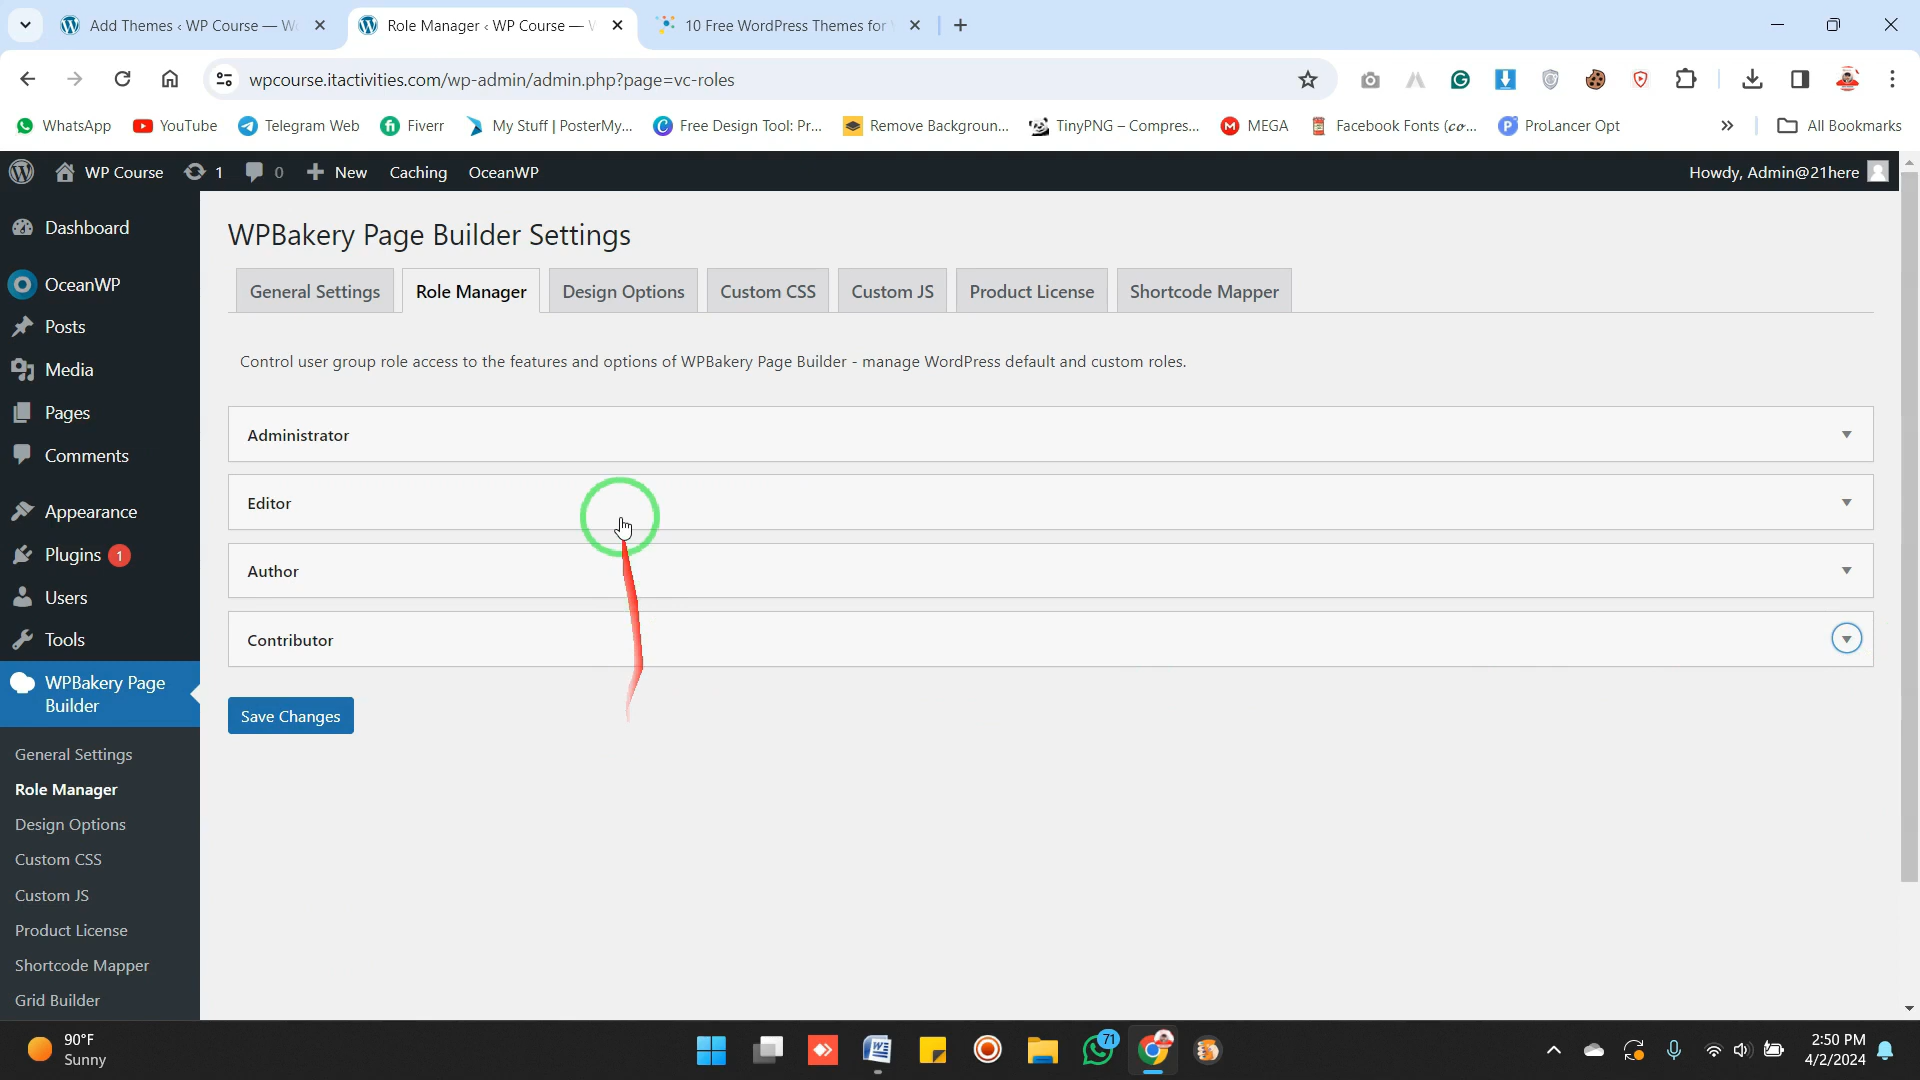 Add Themes ‹ WP Course — W
Role Manager ‹ WP Course — W
10 Free WordPress Themes for
wpcourse.itactivities.com/wp-admin/admin.php?page=vc-roles
WhatsApp
YouTube
Telegram Web
Fiverr
My Stuff | PosterMy...
Free Design Tool: Pr...
Remove Backgroun...
TinyPNG – Compres...
MEGA
Facebook Fonts (co...
ProLancer Opt
All Bookmarks
WP Course
1
0
New
Caching
OceanWP
Howdy, Admin@21here
Dashboard
OceanWP
Posts
Media
Pages
Comments
Appearance
Plugins 1
Users
Tools
WPBakery Page
Builder
General Settings
Role Manager
Design Options
Custom CSS
Custom JS
Product License
Shortcode Mapper
Grid Builder
WPBakery Page Builder Settings
General Settings
Role Manager
Design Options
Custom CSS
Custom JS
Product License
Shortcode Mapper
Control user group role access to the features and options of WPBakery Page Builder - manage WordPress default and custom roles.
Administrator
Editor
Author
Contributor
Save Changes
90°F
Sunny
71
2:50 PM
4/2/2024